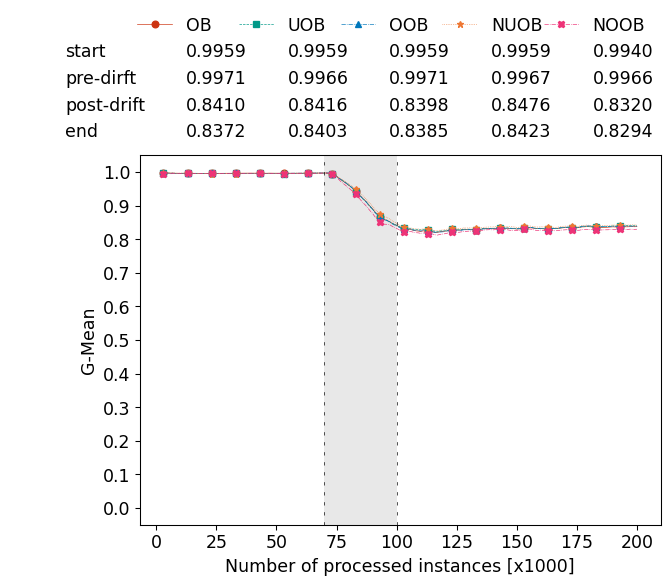 OB UOB OOB NUOB NOOB
start 0.9959 0.9959 0.9959 0.9959 0.9940
pre-dirft 0.9971 0.9966 0.9971 0.9967 0.9966
post-drift 0.8410 0.8416 0.8398 0.8476 0.8320
end 0.8372 0.8403 0.8385 0.8423 0.8294
1.0
0.9
0.8
0.7
0.6
0.5
0.4
0.3
0.2
0.1
0.0
G-Mean
0 25 50 75 100 125 150 175 200
Number of processed instances [x1000]